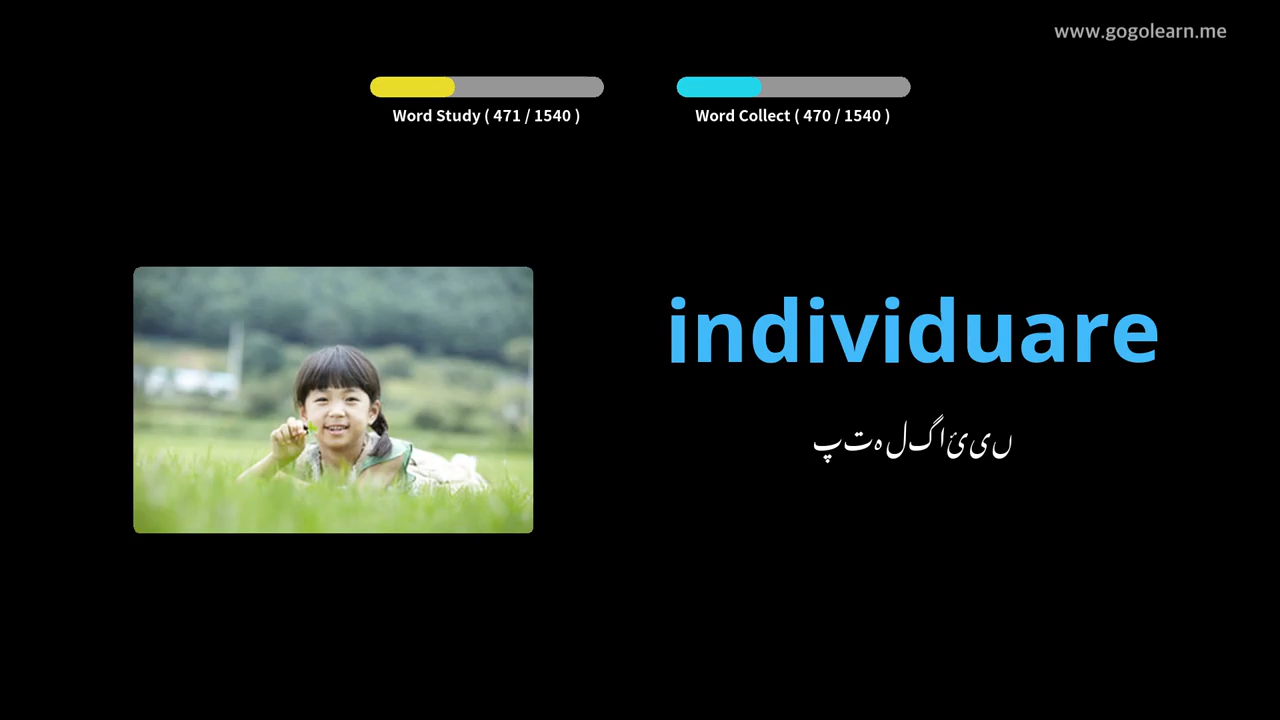 www.gogolearn.me
Word Study ( 471 / 1540 )
Word Collect ( 470 / 1540 )
individuare
پتہ لگائیں